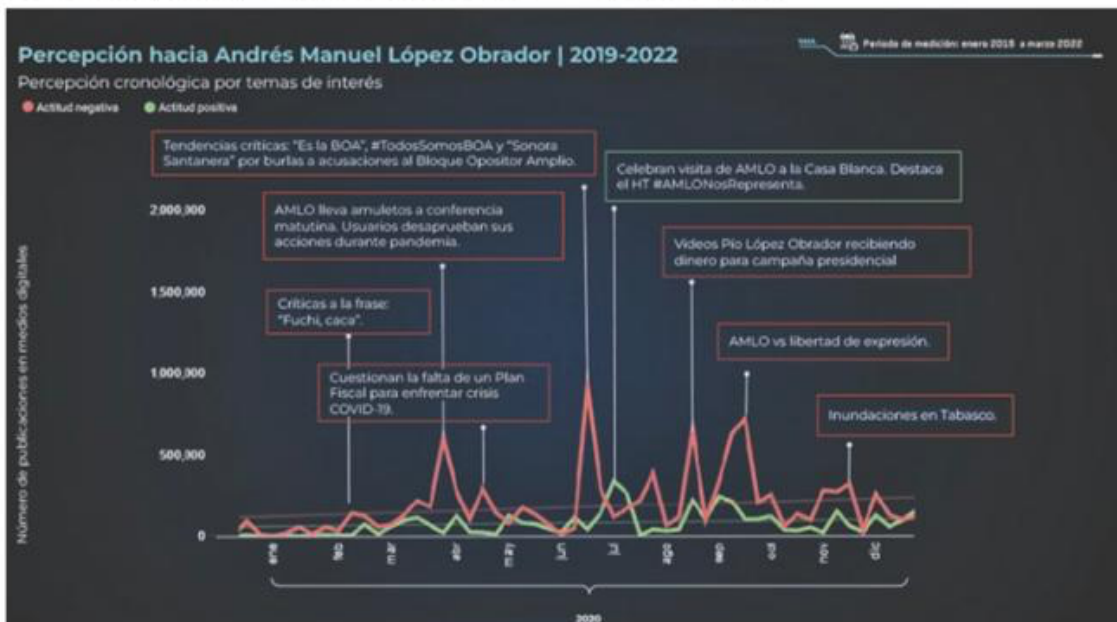 Percepción hacia Andrés Manuel López Obrador | 2019-2022
Periodo de medición: enero 2019 a marzo 2022
Percepción cronológica por temas de interés
Actitud negativa
Actitud positiva
Tendencias críticas: "Es la BOA", #TodosSomosBOA y "Sonora
Santanera" por burlas a acusaciones al Bloque Opositor Amplio.
Celebran visita de AMLO a la Casa Blanca. Destaca
el HT #AMLONosRepresenta.
AMLO lleva amuletos a conferencia
matutina. Usuarios desaprueban sus
acciones durante pandemia.
Videos Pío López Obrador recibiendo
dinero para campaña presidencial
Críticas a la frase:
"Fuchi, caca".
AMLO vs libertad de expresión.
Cuestionan la falta de un Plan
Fiscal para enfrentar crisis
COVID-19.
Inundaciones en Tabasco.
Número de publicaciones en medios digitales
2,000,000
1,500,000
1,000,000
500,000
0
ene
feb
mar
abr
may
jun
jul
ago
sep
oct
nov
dic
2020